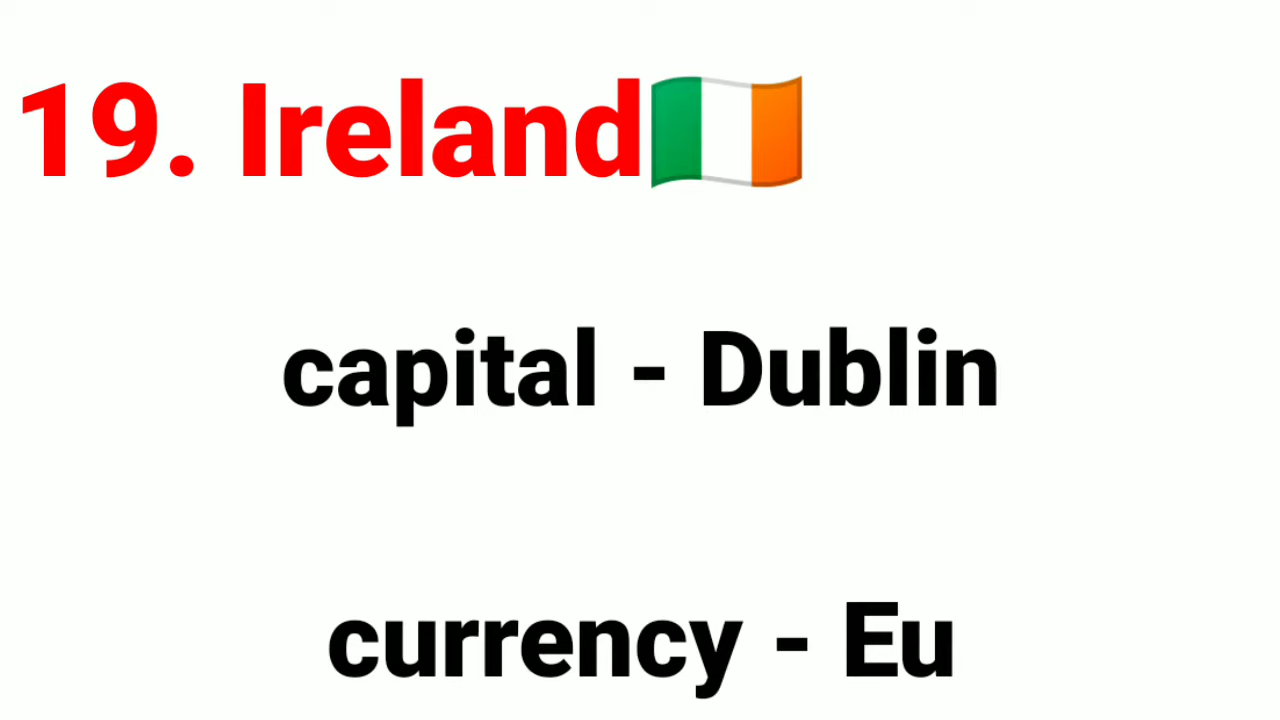 19. Ireland🇮🇪
capital - Dublin
currency - Eu